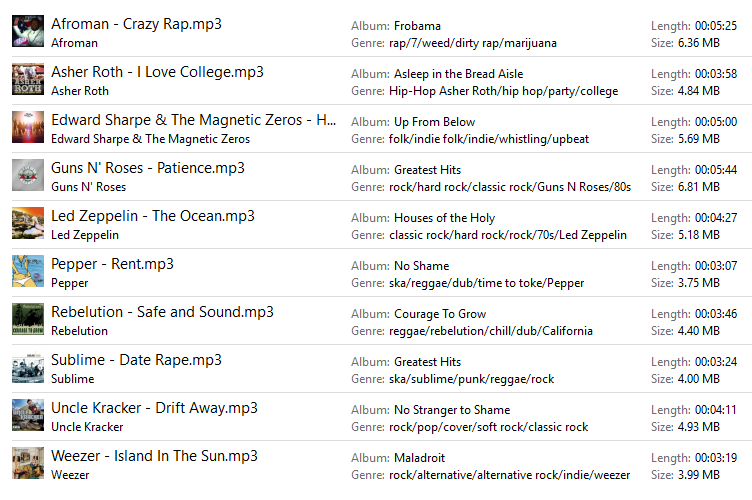 Afroman - Crazy Rap.mp3 Album: Frobama Length: 00:05:25
Afroman Genre: rap/7/weed/dirty rap/marijuana Size: 6.36 MB
Asher Roth - I Love College.mp3 Album: Asleep in the Bread Aisle Length: 00:03:58
Asher Roth Genre: Hip-Hop Asher Roth/hip hop/party/college Size: 4.84 MB
Edward Sharpe & The Magnetic Zeros - H... Album: Up From Below Length: 00:05:00
Edward Sharpe & The Magnetic Zeros Genre: folk/indie folk/indie/whistling/upbeat Size: 5.69 MB
Guns N' Roses - Patience.mp3 Album: Greatest Hits Length: 00:05:44
Guns N' Roses Genre: rock/hard rock/classic rock/Guns N Roses/80s Size: 6.81 MB
Led Zeppelin - The Ocean.mp3 Album: Houses of the Holy Length: 00:04:27
Led Zeppelin Genre: classic rock/hard rock/rock/70s/Led Zeppelin Size: 5.18 MB
Pepper - Rent.mp3 Album: No Shame Length: 00:03:07
Pepper Genre: ska/reggae/dub/time to toke/Pepper Size: 3.75 MB
Rebelution - Safe and Sound.mp3 Album: Courage To Grow Length: 00:03:46
Rebelution Genre: reggae/rebelution/chill/dub/California Size: 4.40 MB
Sublime - Date Rape.mp3 Album: Greatest Hits Length: 00:03:24
Sublime Genre: ska/sublime/punk/reggae/rock Size: 4.00 MB
Uncle Kracker - Drift Away.mp3 Album: No Stranger to Shame Length: 00:04:11
Uncle Kracker Genre: rock/pop/cover/soft rock/classic rock Size: 4.93 MB
Weezer - Island In The Sun.mp3 Album: Maladroit Length: 00:03:19
Weezer Genre: rock/alternative/alternative rock/indie/weezer Size: 3.99 MB